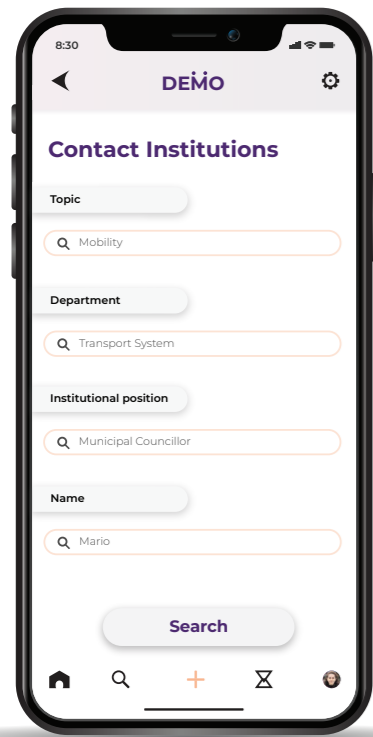 8:30
DEMO
Contact Institutions
Topic
Mobility
Department
Transport System
Institutional position
Municipal Councillor
Name
Mario
Search